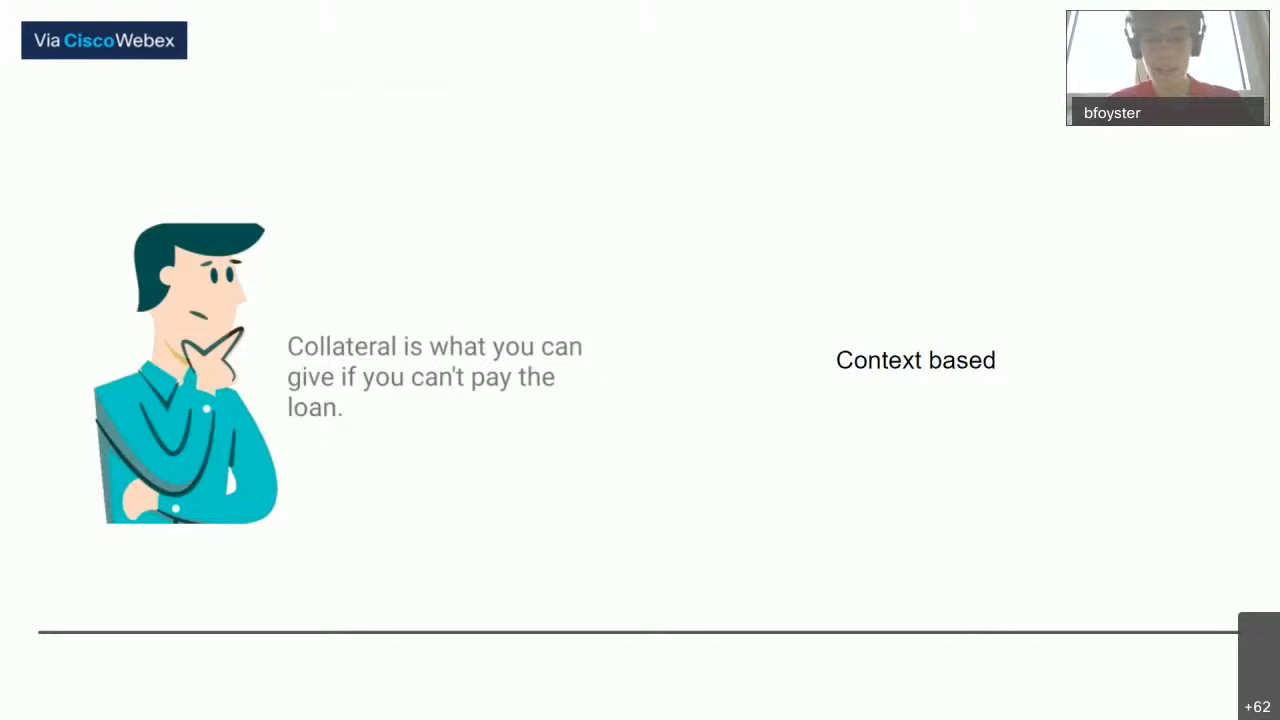 Via CiscoWebex
bfoyster
Collateral is what you can
give if you can't pay the
loan.
Context based
+62